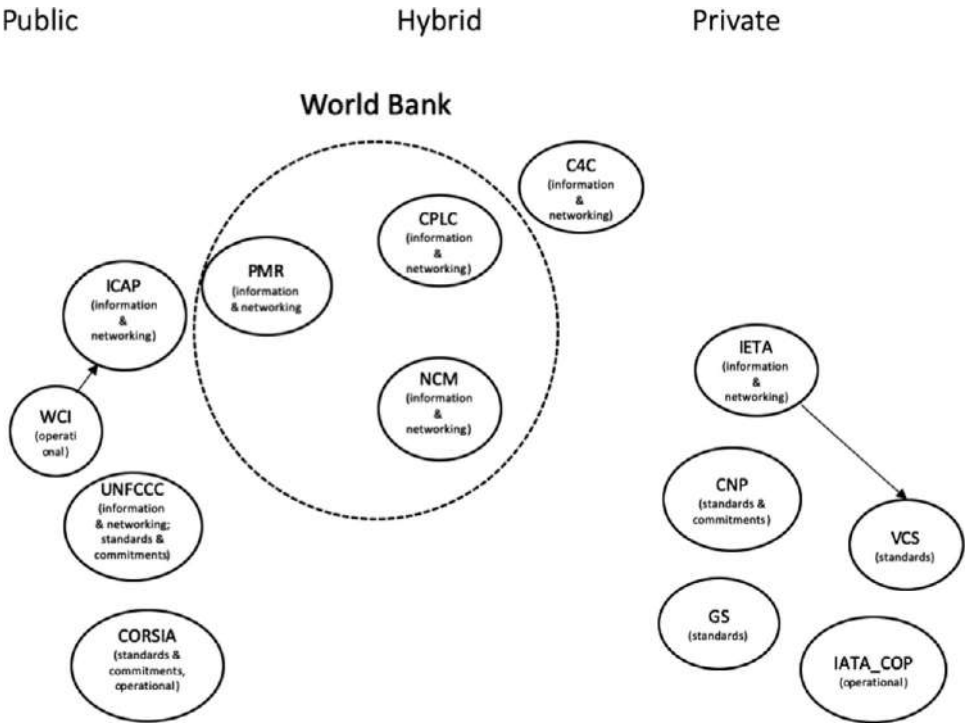 Public
Hybrid
Private
World Bank
C4C
(information
&
networking)
CPLC
(information
&
networking)
PMR
(information
& networking
ICAP
(information
&
networking)
IETA
(information
&
networking)
NCM
(information
&
networking)
WCI
(operati
onal)
UNFCCC
(information
& networking;
standards &
commitments)
CNP
(standards &
commitments)
VCS
(standards)
GS
(standards)
CORSIA
(standards &
commitments,
operational)
IATA_COP
(operational)